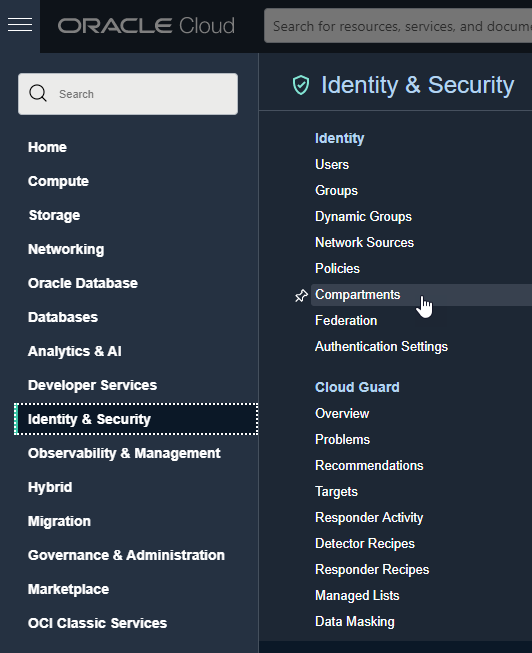 ORACLE Cloud
Search for resources, services, and docume
Search
Home
Compute
Storage
Networking
Oracle Database
Databases
Analytics & AI
Developer Services
Identity & Security
Observability & Management
Hybrid
Migration
Governance & Administration
Marketplace
OCI Classic Services
Identity & Security
Identity
Users
Groups
Dynamic Groups
Network Sources
Policies
Compartments
Federation
Authentication Settings
Cloud Guard
Overview
Problems
Recommendations
Targets
Responder Activity
Detector Recipes
Responder Recipes
Managed Lists
Data Masking